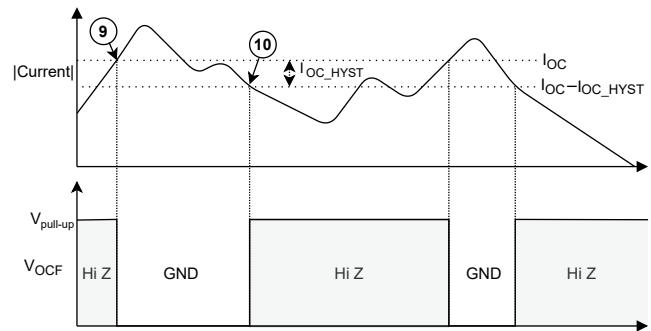 9
10
I_OC
|Current|
I_OC_HYST
I_OC–I_OC_HYST
V_pull-up
V_OCF
Hi Z
GND
Hi Z
GND
Hi Z